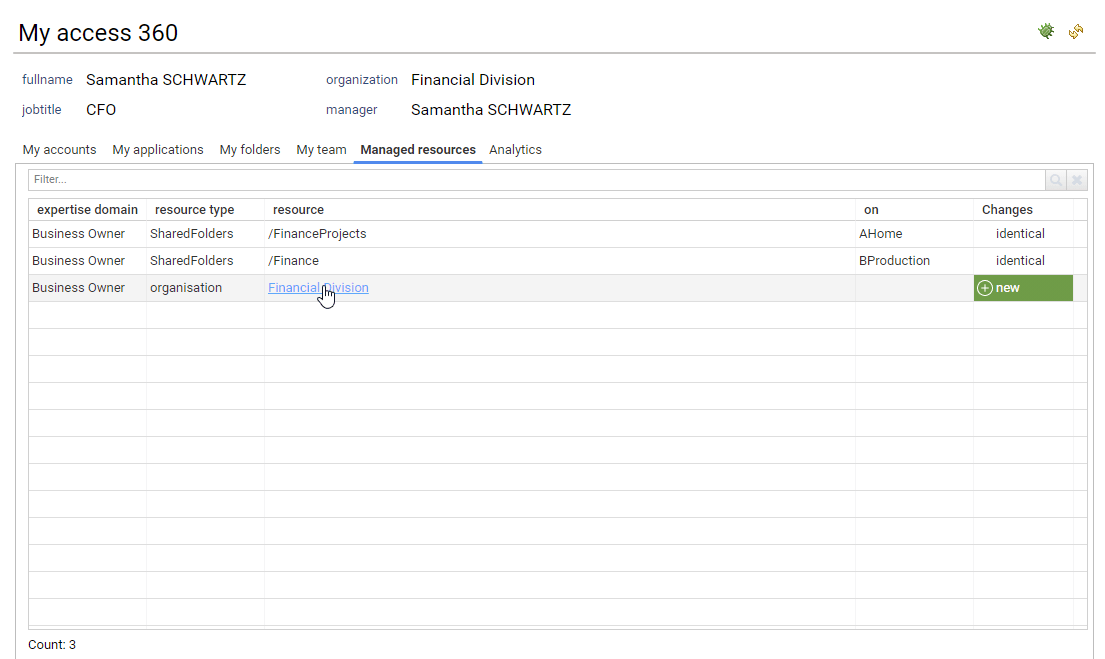 My access 360
fullname Samantha SCHWARTZ organization Financial Division
jobtitle CFO manager Samantha SCHWARTZ
My accounts My applications My folders My team Managed resources Analytics
Filter...
expertise domain resource type resource on Changes
Business Owner SharedFolders /FinanceProjects AHome identical
Business Owner SharedFolders /Finance BProduction identical
Business Owner organisation Financial Division new
Count: 3